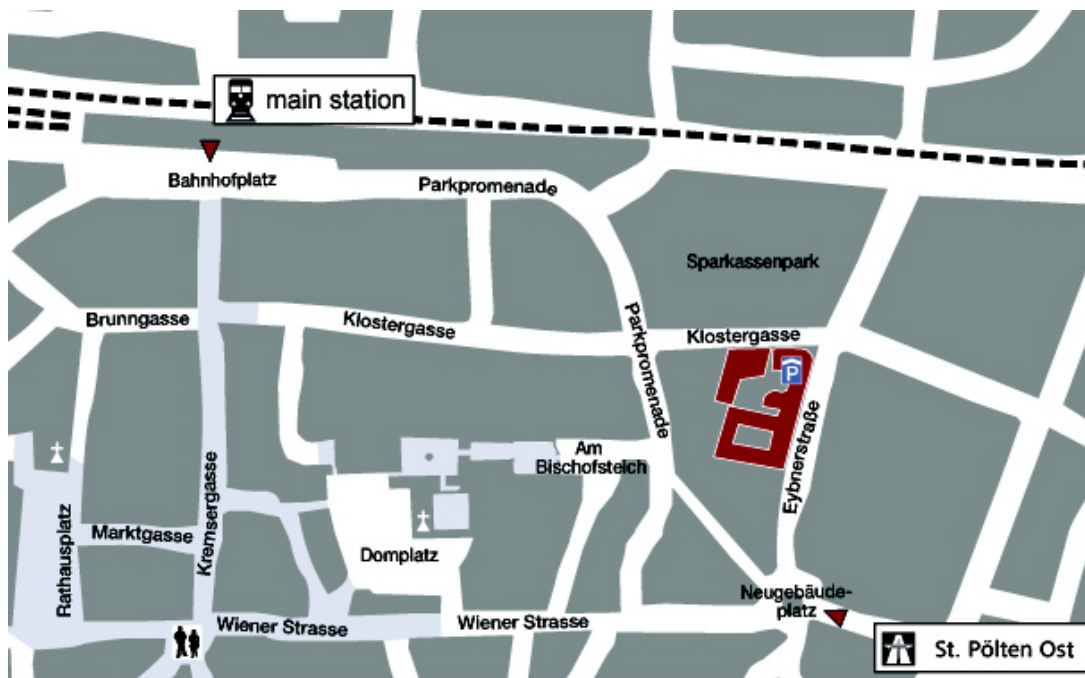 main station
Bahnhofplatz
Parkpromenade
Sparkassenpark
Brunngasse
Klostergasse
Parkpromenade
Klostergasse
P
Am
Bischofsteich
Eybnerstraße
Kremsergasse
Rathausplatz
Marktgasse
Domplatz
Neugebäude-
platz
Wiener Strasse
Wiener Strasse
St. Pölten Ost